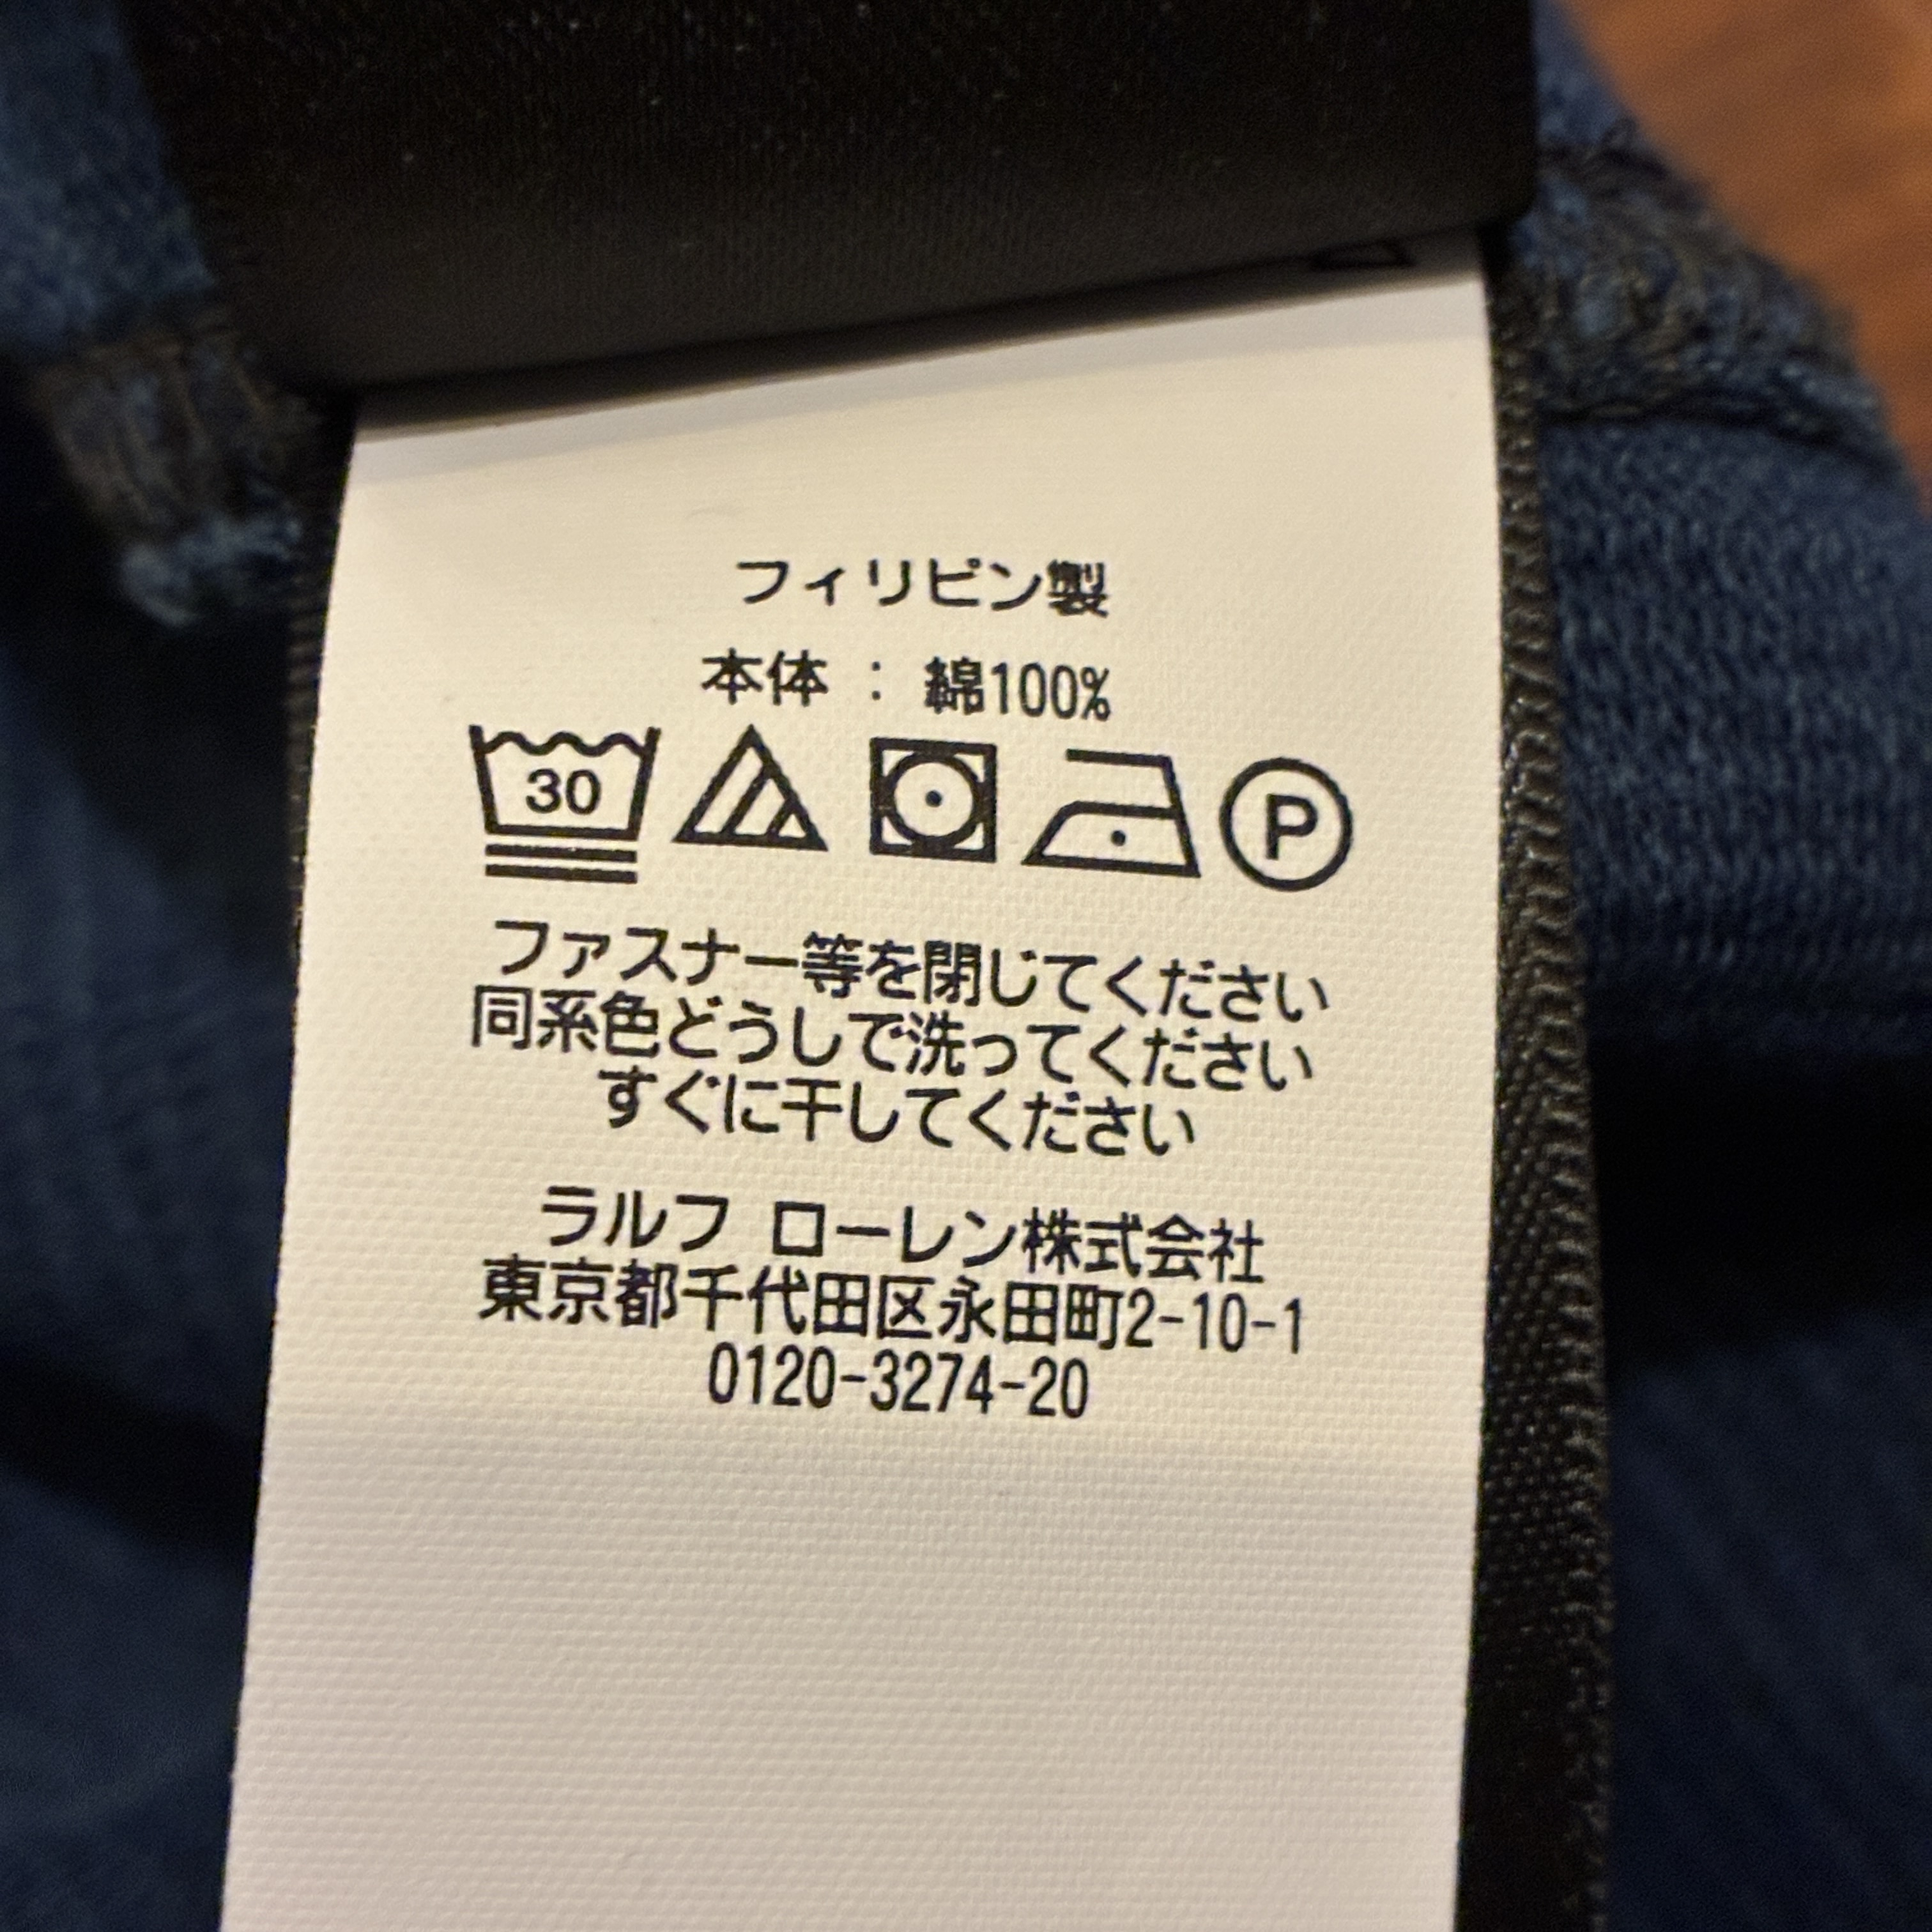 フィリピン製
本体 : 綿100%
30 P
ファスナー等を閉じてください
同系色どうしで洗ってください
すぐに干してください
ラルフ ローレン株式会社
東京都千代田区永田町2-10-1
0120-3274-20